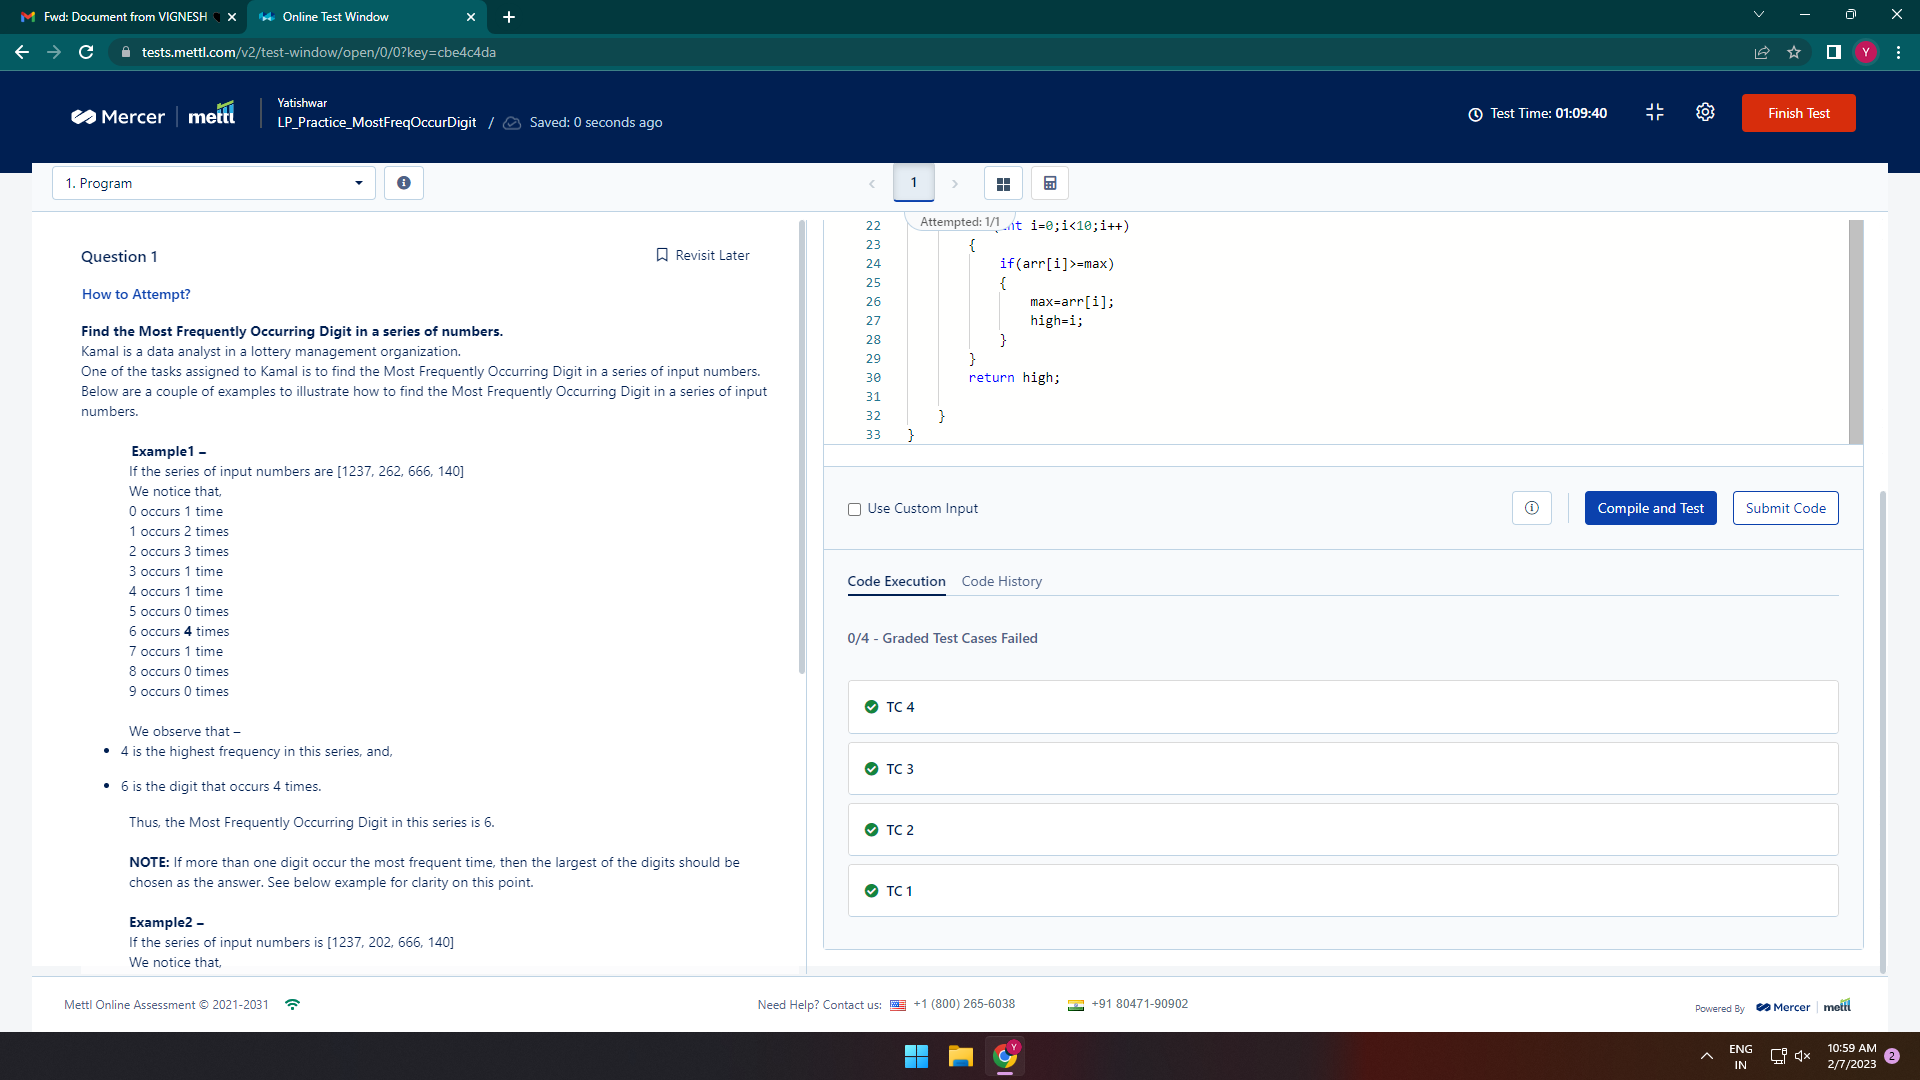 Fwd: Document from VIGNESH
Online Test Window
tests.mettl.com/v2/test-window/open/0/0?key=cbe4c4da
Y
Mercer
mettl
Yatishwar
LP_Practice_MostFreqOccurDigit / Saved: 0 seconds ago
Test Time: 01:09:40
Finish Test
1. Program
1
Attempted: 1/1
Question 1
Revisit Later
How to Attempt?
Find the Most Frequently Occurring Digit in a series of numbers.
Kamal is a data analyst in a lottery management organization.
One of the tasks assigned to Kamal is to find the Most Frequently Occurring Digit in a series of input numbers.
Below are a couple of examples to illustrate how to find the Most Frequently Occurring Digit in a series of input
numbers.
Example1 –
If the series of input numbers are [1237, 262, 666, 140]
We notice that,
0 occurs 1 time
1 occurs 2 times
2 occurs 3 times
3 occurs 1 time
4 occurs 1 time
5 occurs 0 times
6 occurs 4 times
7 occurs 1 time
8 occurs 0 times
9 occurs 0 times
We observe that –
• 4 is the highest frequency in this series, and,
• 6 is the digit that occurs 4 times.
Thus, the Most Frequently Occurring Digit in this series is 6.
NOTE: If more than one digit occur the most frequent time, then the largest of the digits should be
chosen as the answer. See below example for clarity on this point.
Example2 –
If the series of input numbers is [1237, 202, 666, 140]
We notice that,
22 i=0;i<10;i++)
23 {
24 if(arr[i]>=max)
25 {
26 max=arr[i];
27 high=i;
28 }
29 }
30 return high;
31
32 }
33 }
Use Custom Input
Compile and Test
Submit Code
Code Execution
Code History
0/4 - Graded Test Cases Failed
TC 4
TC 3
TC 2
TC 1
Mettl Online Assessment © 2021-2031
Need Help? Contact us: +1 (800) 265-6038
+91 80471-90902
Powered By Mercer mettl
Y
ENG
IN
10:59 AM
2/7/2023
2